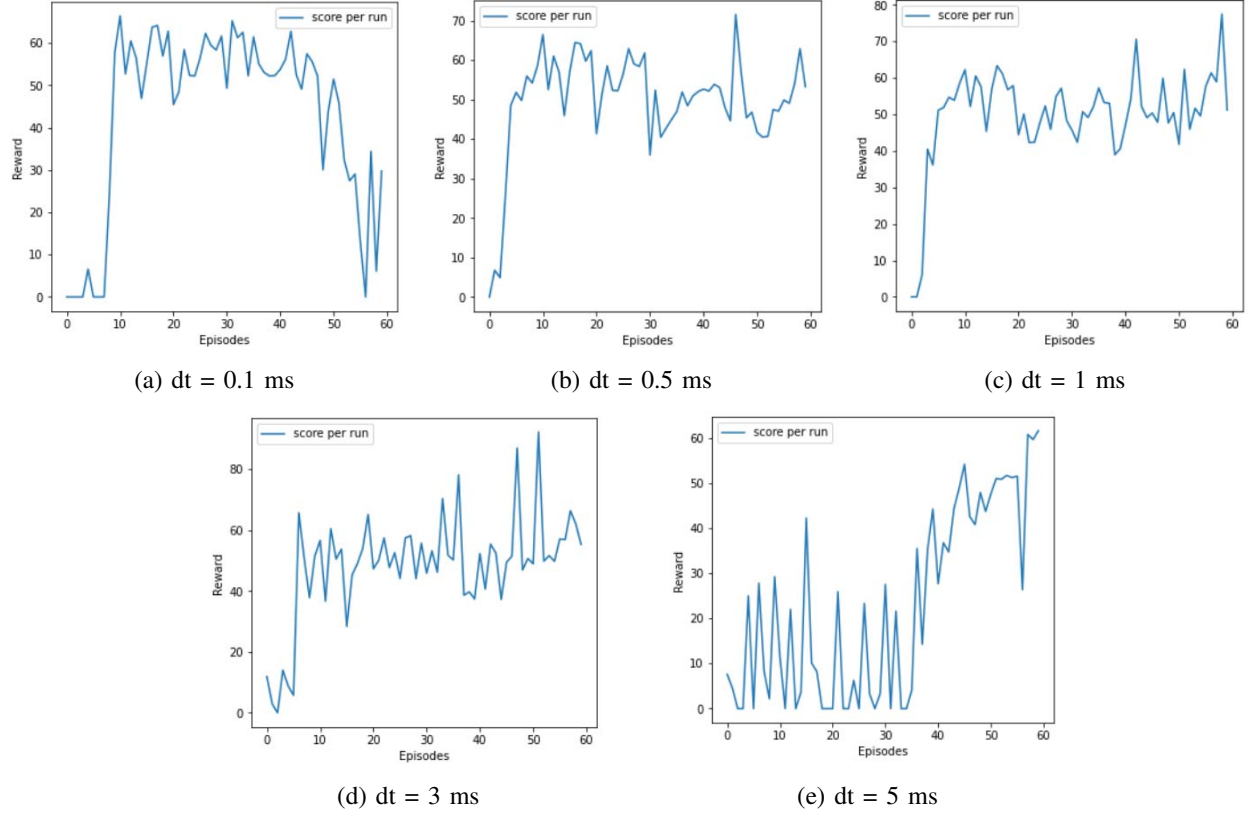 score per run
Reward
60
50
40
30
20
10
0
0 10 20 30 40 50 60
Episodes
(a) dt = 0.1 ms
score per run
Reward
70
60
50
40
30
20
10
0
0 10 20 30 40 50 60
Episodes
(b) dt = 0.5 ms
score per run
Reward
80
70
60
50
40
30
20
10
0
0 10 20 30 40 50 60
Episodes
(c) dt = 1 ms
score per run
Reward
80
60
40
20
0
0 10 20 30 40 50 60
Episodes
(d) dt = 3 ms
score per run
Reward
60
50
40
30
20
10
0
0 10 20 30 40 50 60
Episodes
(e) dt = 5 ms